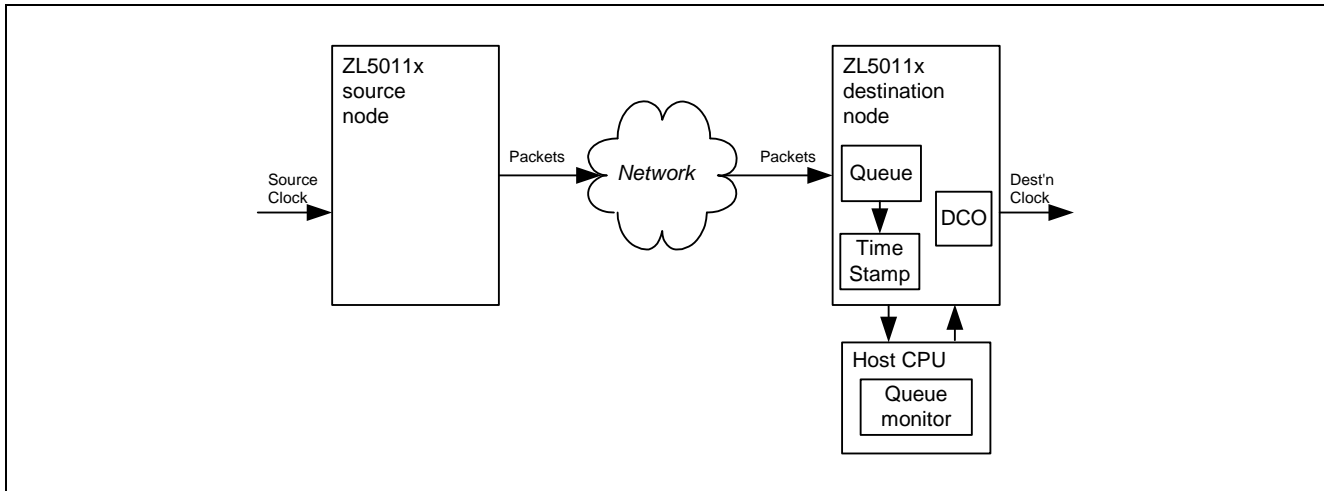 ZL5011x
source
node
Source
Clock
Packets
Network
Packets
ZL5011x
destination
node
Queue
Time
Stamp
DCO
Dest'n
Clock
Host CPU
Queue
monitor